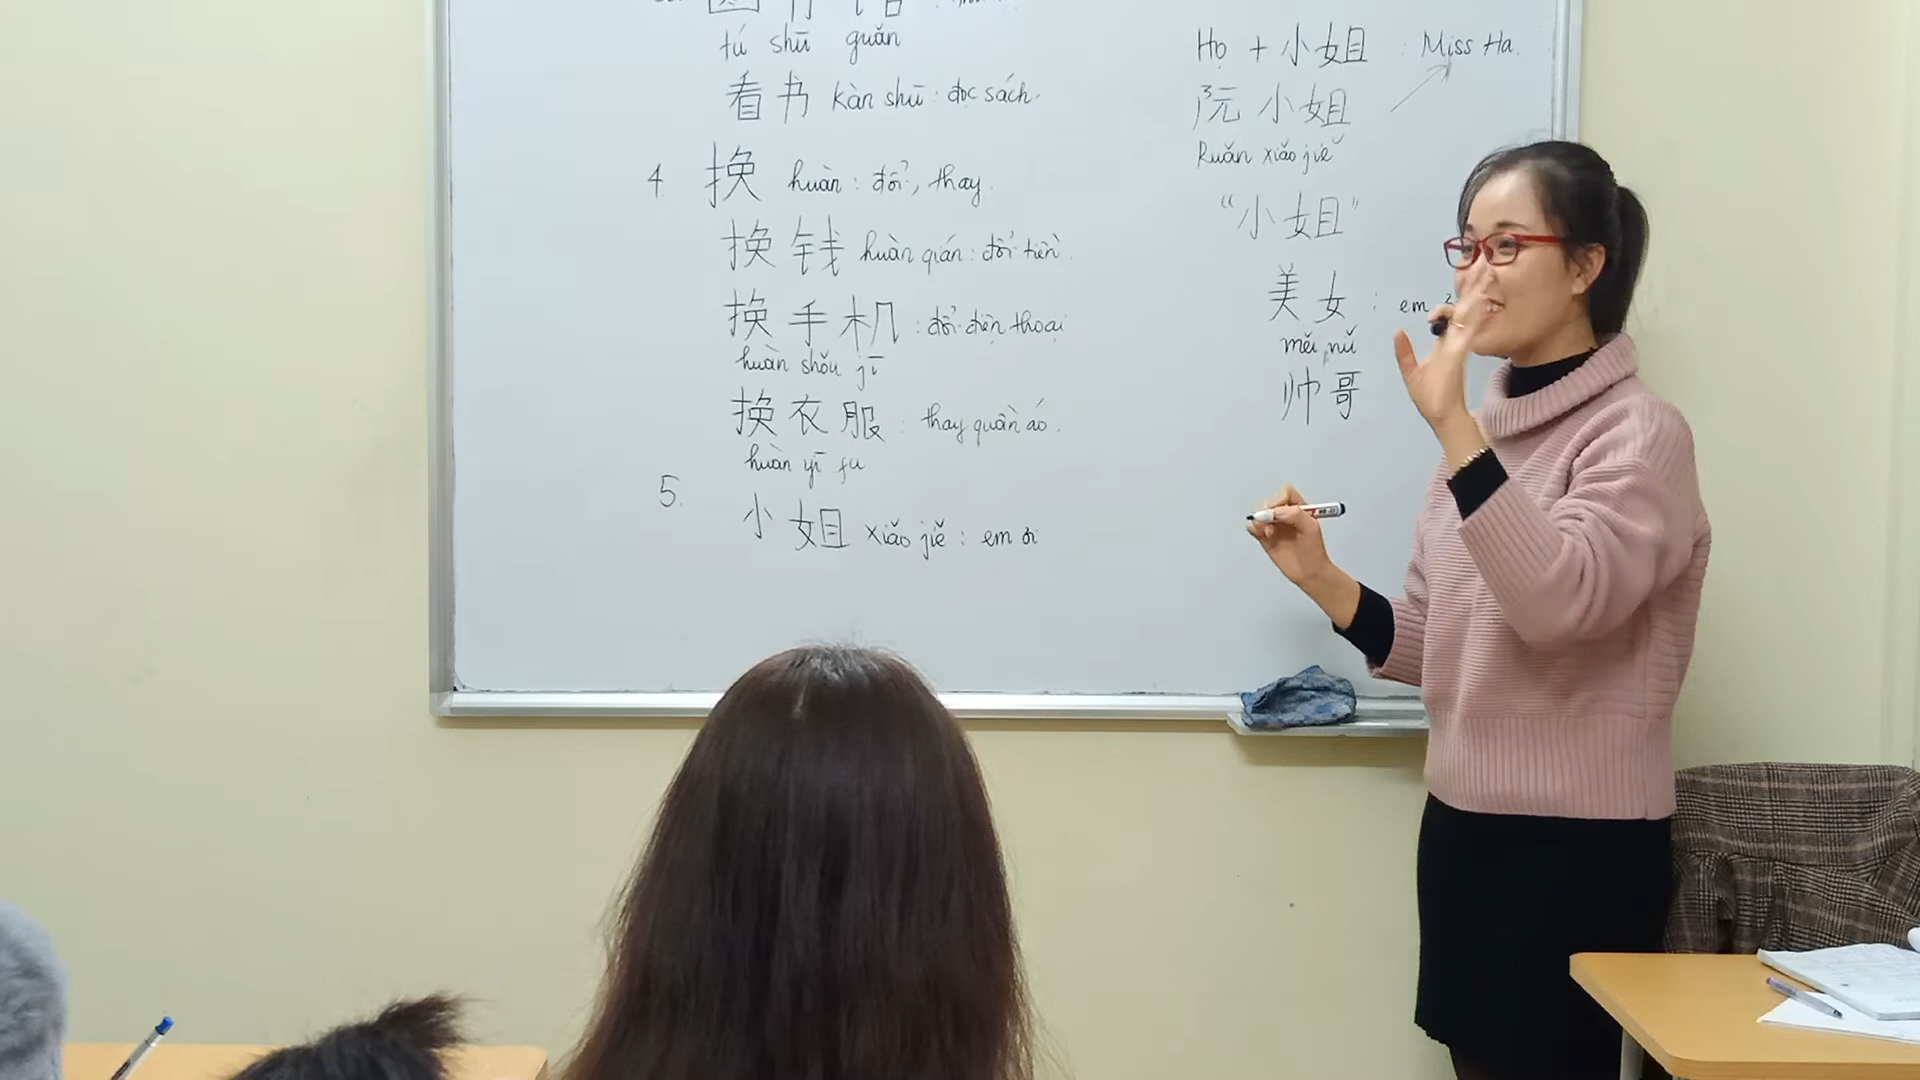 tú shū guǎn
看书 kàn shū : đọc sách.
4. 换 huàn : đổi, thay.
换钱 huàn qián : đổi tiền.
换手机 : đổi điện thoại
huàn shǒu jī
换衣服 : thay quần áo.
huàn yī fu
5. 小姐 xiǎo jiě : em ơi
Họ + 小姐 : Miss Ha.
阮小姐
Ruǎn xiǎo jiě
“小姐”
美女 : em
měi nǚ
帅哥